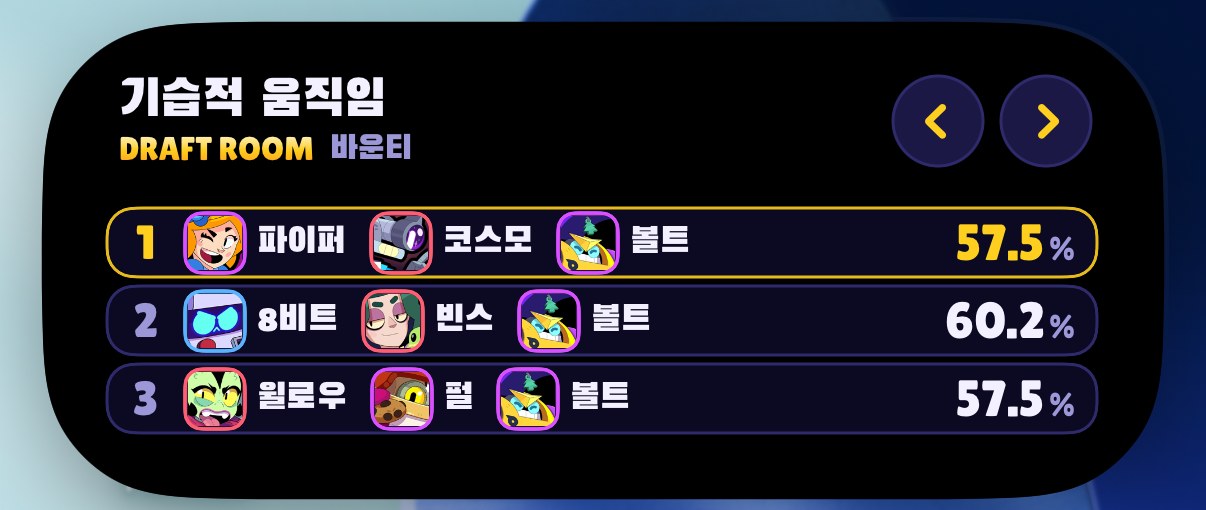 기습적 움직임
DRAFT ROOM 바운티
1 파이퍼 코스모 볼트 57.5 %
2 8비트 빈스 볼트 60.2 %
3 윌로우 펄 볼트 57.5 %